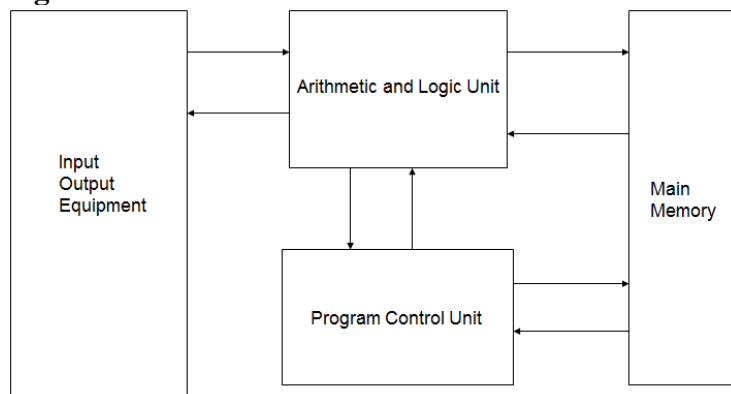 Arithmetic and Logic Unit
Input
Output
Equipment
Main
Memory
Program Control Unit